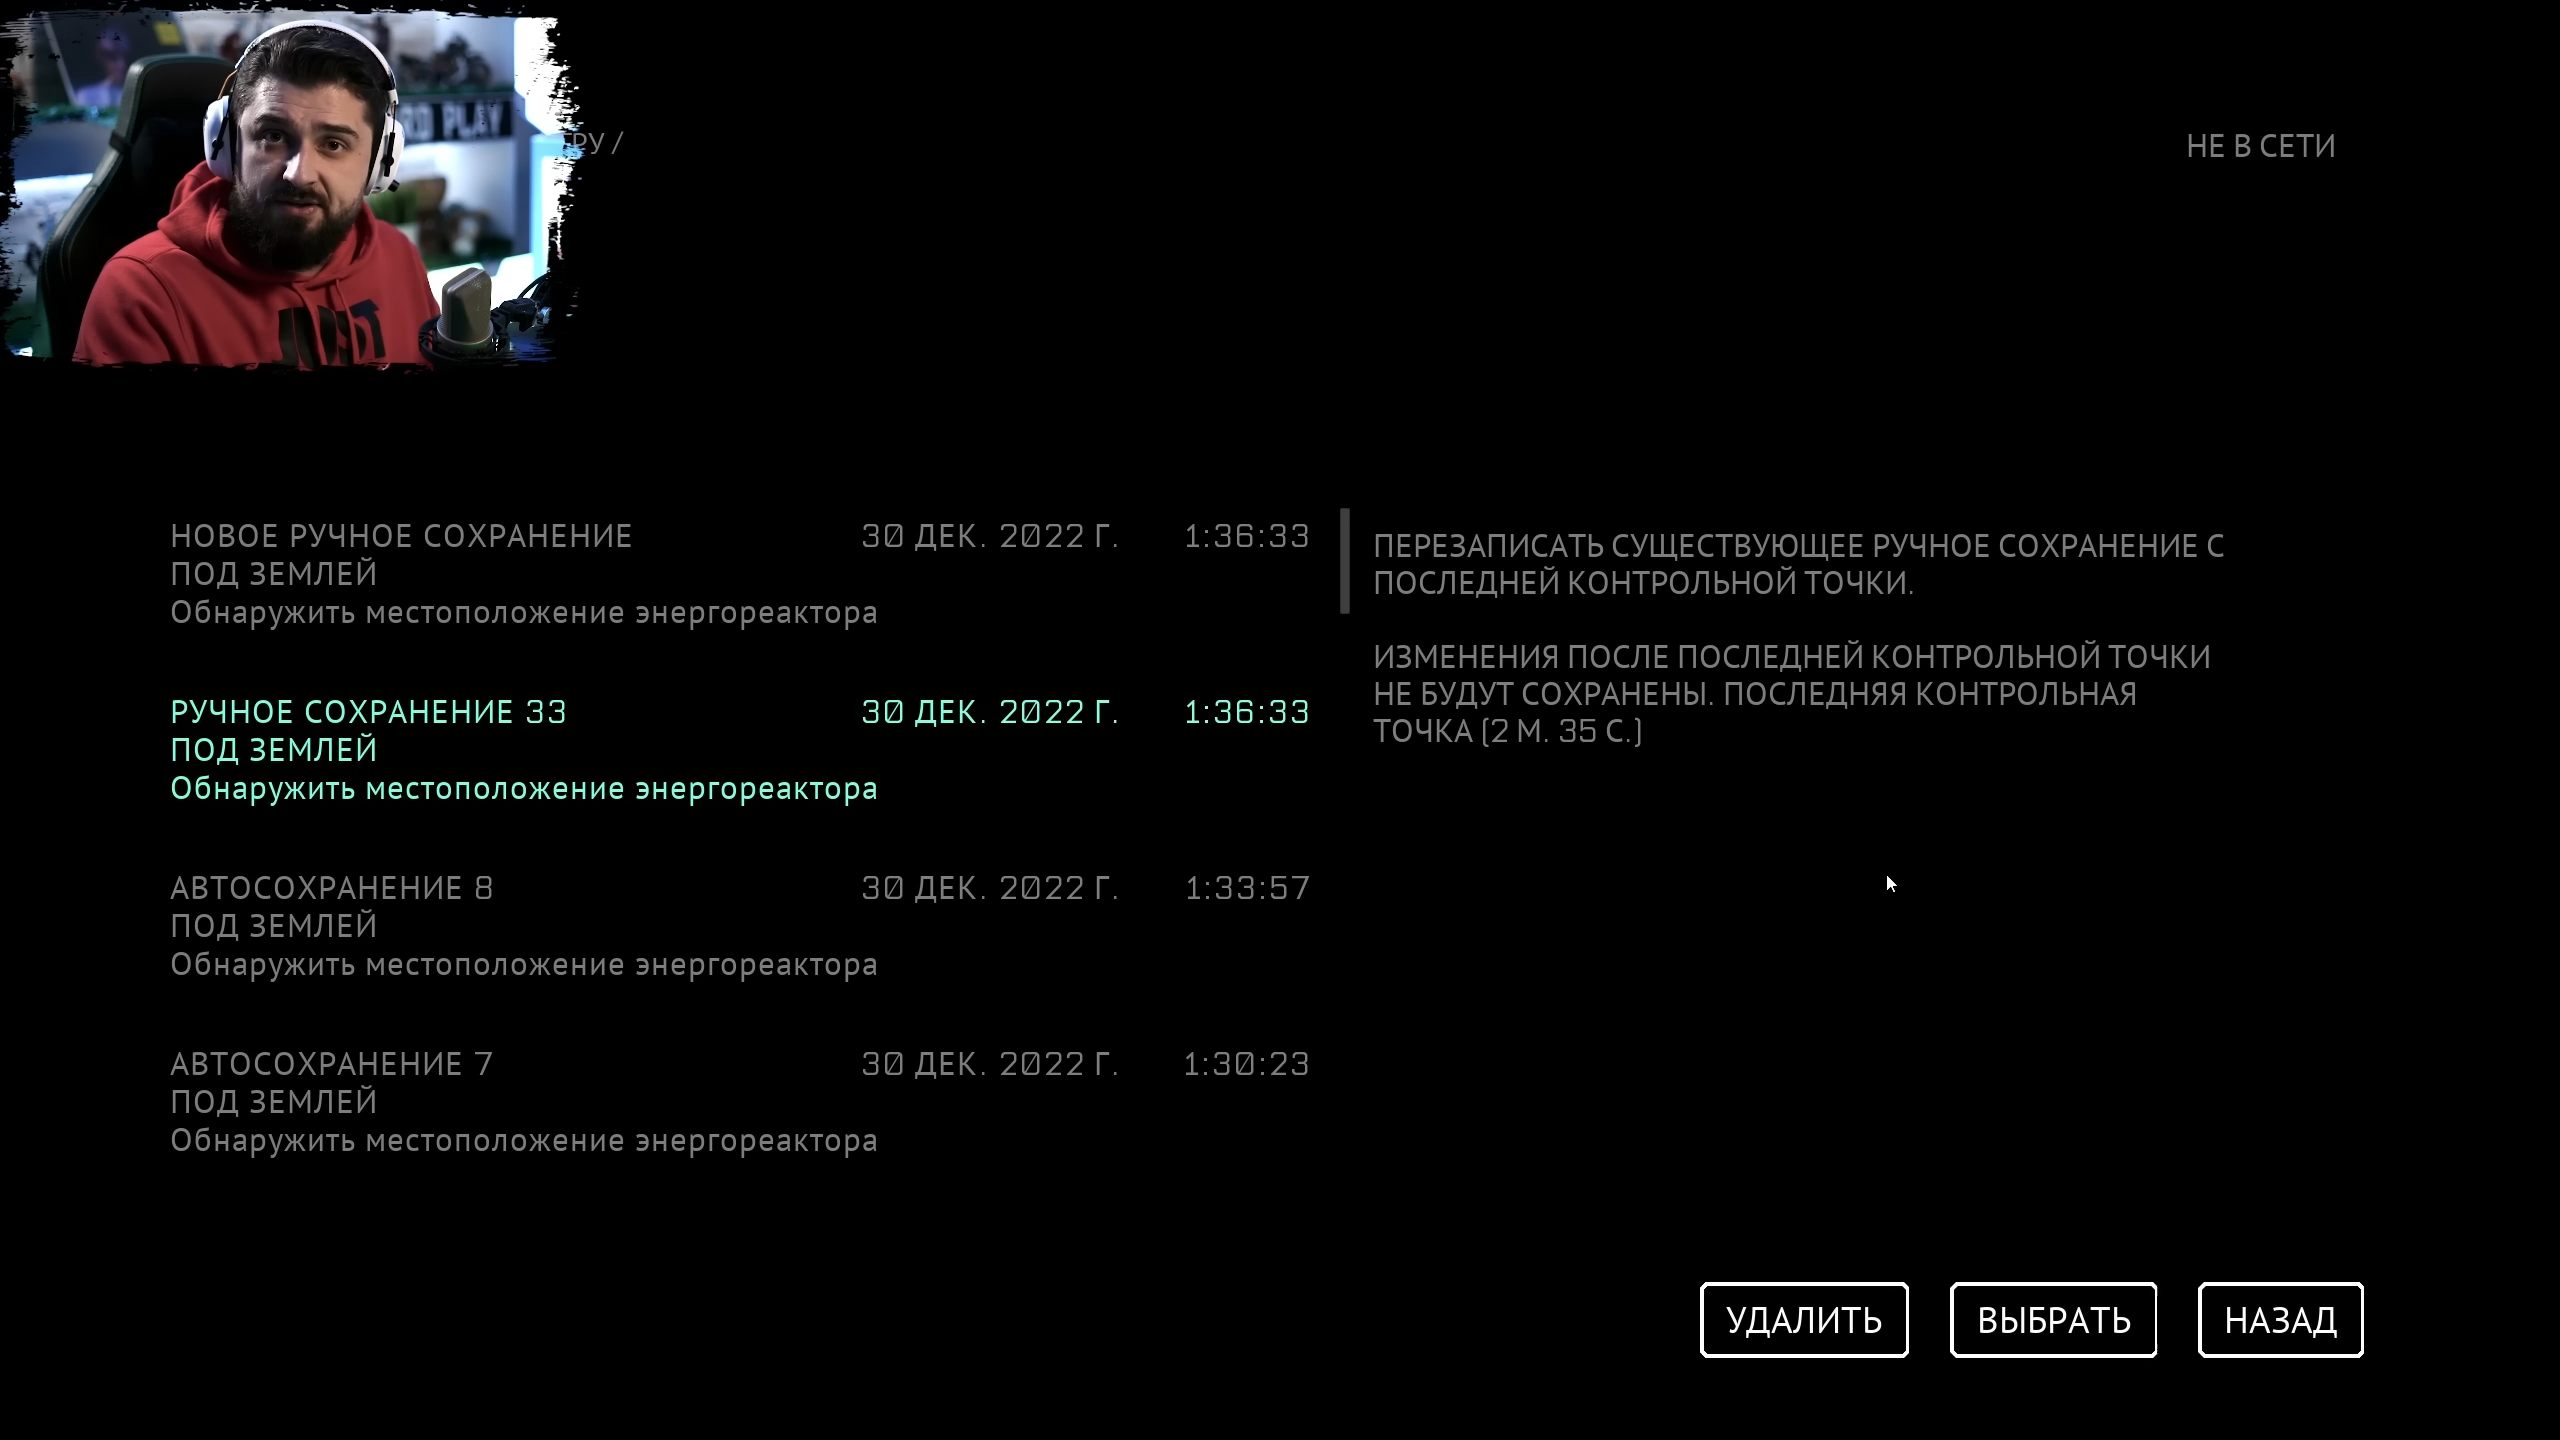 RD PLAY
РУ /
НЕ В СЕТИ
НОВОЕ РУЧНОЕ СОХРАНЕНИЕ 30 ДЕК. 2022 Г. 1:36:33
ПОД ЗЕМЛЕЙ
Обнаружить местоположение энергореактора
РУЧНОЕ СОХРАНЕНИЕ 33 30 ДЕК. 2022 Г. 1:36:33
ПОД ЗЕМЛЕЙ
Обнаружить местоположение энергореактора
АВТОСОХРАНЕНИЕ 8 30 ДЕК. 2022 Г. 1:33:57
ПОД ЗЕМЛЕЙ
Обнаружить местоположение энергореактора
АВТОСОХРАНЕНИЕ 7 30 ДЕК. 2022 Г. 1:30:23
ПОД ЗЕМЛЕЙ
Обнаружить местоположение энергореактора
ПЕРЕЗАПИСАТЬ СУЩЕСТВУЮЩЕЕ РУЧНОЕ СОХРАНЕНИЕ С
ПОСЛЕДНЕЙ КОНТРОЛЬНОЙ ТОЧКИ.
ИЗМЕНЕНИЯ ПОСЛЕ ПОСЛЕДНЕЙ КОНТРОЛЬНОЙ ТОЧКИ
НЕ БУДУТ СОХРАНЕНЫ. ПОСЛЕДНЯЯ КОНТРОЛЬНАЯ
ТОЧКА (2 М. 35 С.)
УДАЛИТЬ ВЫБРАТЬ НАЗАД